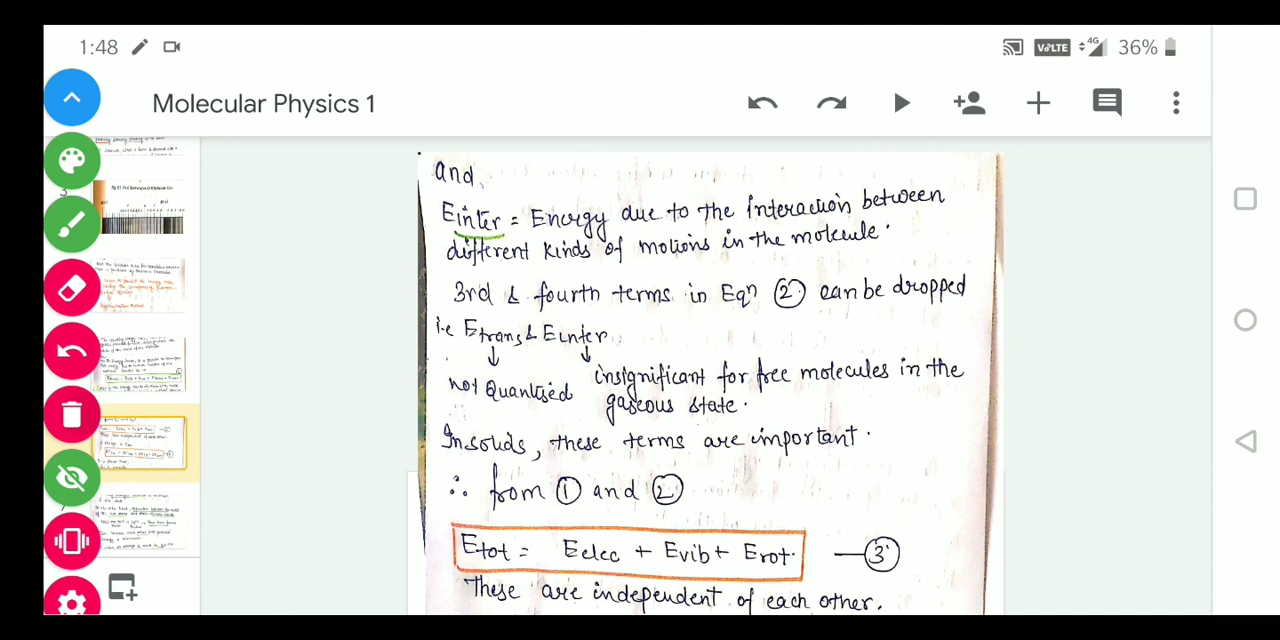 1:48
VoLTE 4G 36%
Molecular Physics 1
and,
Einter = Energy due to the Interaction between
different kinds of motions in the molecule.
3rd & fourth terms in Eqn ② can be dropped
i.e Etrans & Einter
↓ ↓
not Quantised insignificant for free molecules in the
gaseous state.
In solids, these terms are important.
∴ from ① and ②
Etot = Eelec + Evib + Erot. —③
These are independent of each other.